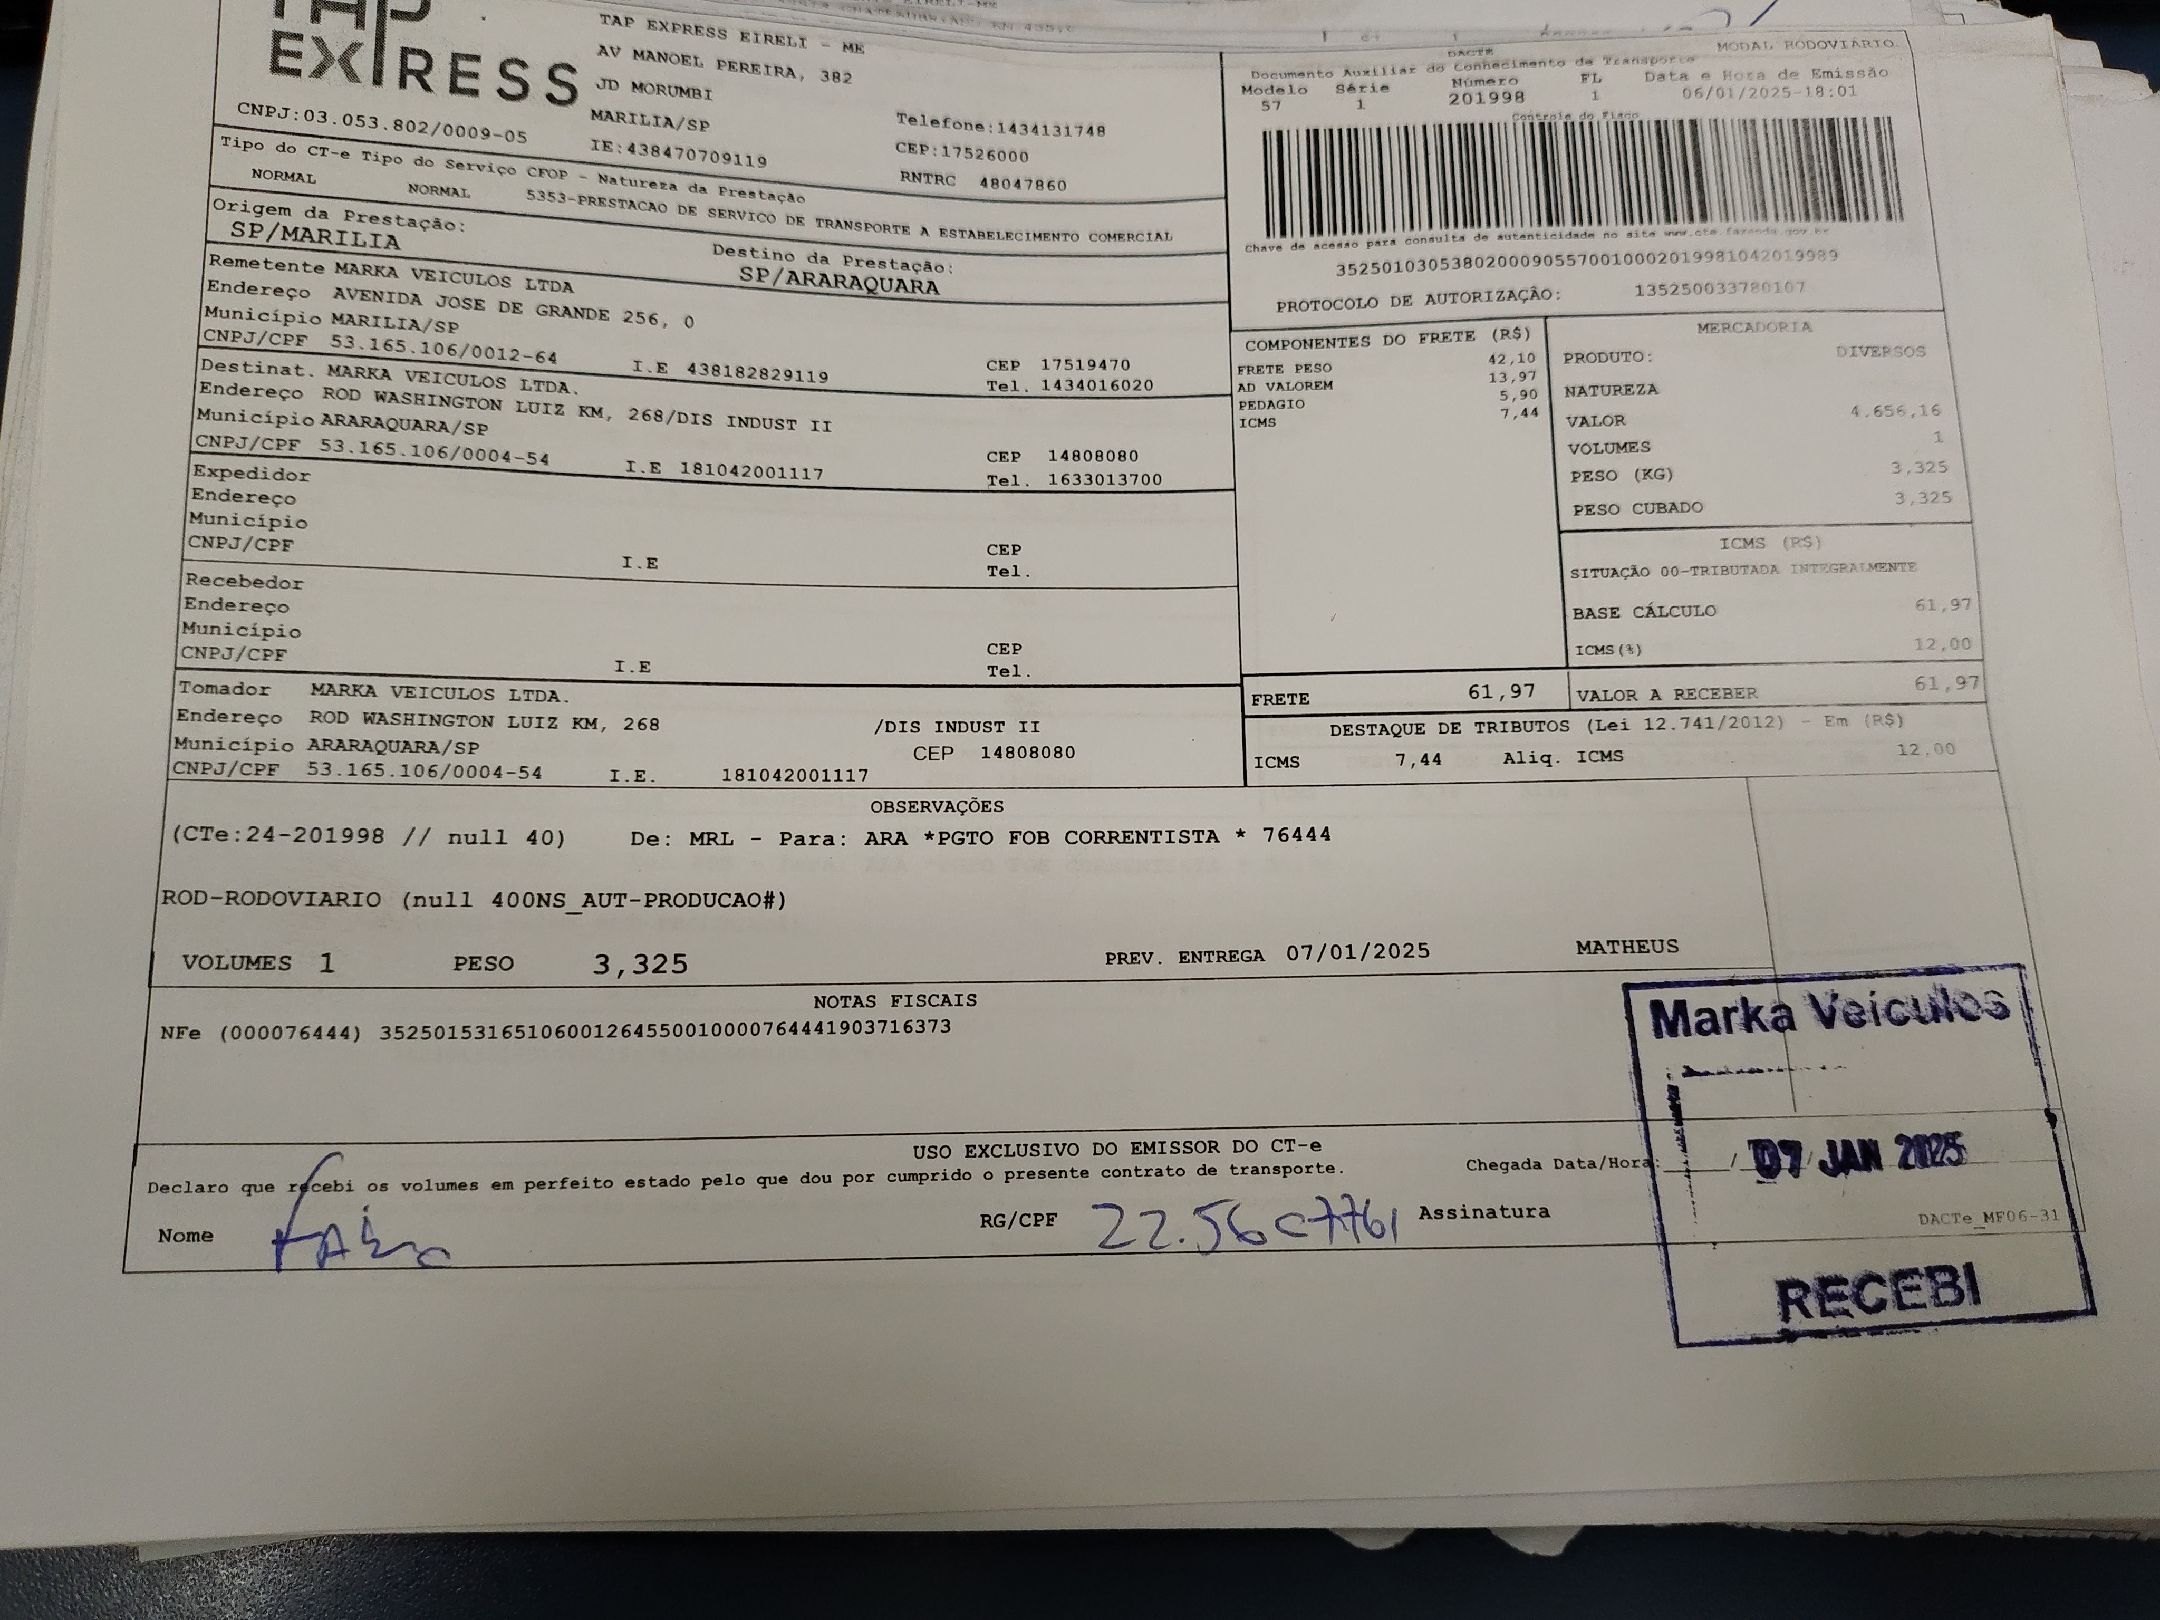 TAP
EXPRESS
TAP EXPRESS EIRELI - ME
AV MANOEL PEREIRA, 382
JD MORUMBI
MARILIA/SP
IE:438470709119
CNPJ:03.053.802/0009-05
Telefone:1434131748
CEP:17526000
RNTRC 48047860
DACTE MODAL RODOVIÁRIO
Documento Auxiliar do Conhecimento de Transporte
Modelo Série Número FL Data e Hora de Emissão
57 1 201998 1 06/01/2025-18:01
Controle do Fisco
Chave de acesso para consulta de autenticidade no site www.cte.fazenda.gov.br
35250103053802000905570010002019981042019989
PROTOCOLO DE AUTORIZAÇÃO: 135250033780107
Tipo do CT-e Tipo do Serviço CFOP - Natureza da Prestação
NORMAL NORMAL 5353-PRESTACAO DE SERVICO DE TRANSPORTE A ESTABELECIMENTO COMERCIAL
Origem da Prestação: Destino da Prestação:
SP/MARILIA SP/ARARAQUARA
Remetente MARKA VEICULOS LTDA
Endereço AVENIDA JOSE DE GRANDE 256, 0
Município MARILIA/SP CEP 17519470
CNPJ/CPF 53.165.106/0012-64 I.E 438182829119 Tel. 1434016020
Destinat. MARKA VEICULOS LTDA.
Endereço ROD WASHINGTON LUIZ KM, 268/DIS INDUST II
Município ARARAQUARA/SP CEP 14808080
CNPJ/CPF 53.165.106/0004-54 I.E 181042001117 Tel. 1633013700
Expedidor
Endereço
Município CEP
CNPJ/CPF I.E Tel.
Recebedor
Endereço
Município CEP
CNPJ/CPF I.E Tel.
Tomador MARKA VEICULOS LTDA.
Endereço ROD WASHINGTON LUIZ KM, 268 /DIS INDUST II
Município ARARAQUARA/SP CEP 14808080
CNPJ/CPF 53.165.106/0004-54 I.E. 181042001117
COMPONENTES DO FRETE (R$)
FRETE PESO 42,10
AD VALOREM 13,97
PEDAGIO 5,90
ICMS 7,44
MERCADORIA
PRODUTO: DIVERSOS
NATUREZA
VALOR 4.656,16
VOLUMES 1
PESO (KG) 3,325
PESO CUBADO 3,325
ICMS (R$)
SITUAÇÃO 00-TRIBUTADA INTEGRALMENTE
BASE CÁLCULO 61,97
ICMS(%) 12,00
FRETE 61,97 VALOR A RECEBER 61,97
DESTAQUE DE TRIBUTOS (Lei 12.741/2012) - Em (R$)
ICMS 7,44 Aliq. ICMS 12,00
OBSERVAÇÕES
(CTe:24-201998 // null 40) De: MRL - Para: ARA *PGTO FOB CORRENTISTA * 76444
ROD-RODOVIARIO (null 400NS_AUT-PRODUCAO#)
VOLUMES 1 PESO 3,325 PREV. ENTREGA 07/01/2025 MATHEUS
NOTAS FISCAIS
NFe (000076444) 35250153165106001264550010000764441903716373
Marka Veículos
USO EXCLUSIVO DO EMISSOR DO CT-e
Declaro que recebi os volumes em perfeito estado pelo que dou por cumprido o presente contrato de transporte. Chegada Data/Hora: / /
07 JAN 2025
Nome RG/CPF Assinatura
DACTe_MF06-31
RECEBI